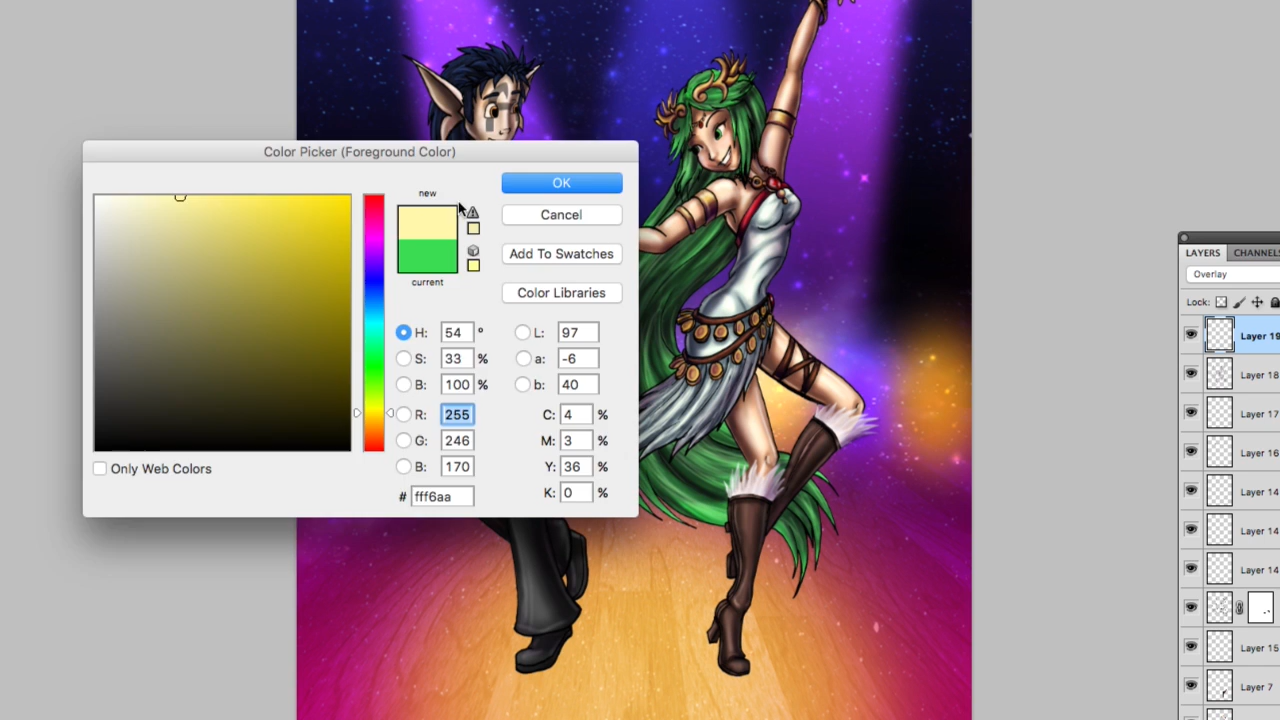 Color Picker (Foreground Color)
new
current
OK
Cancel
Add To Swatches
Color Libraries
H: 54 °
S: 33 %
B: 100 %
R: 255
G: 246
B: 170
# fff6aa
L: 97
a: -6
b: 40
C: 4 %
M: 3 %
Y: 36 %
K: 0 %
Only Web Colors
LAYERS CHANNELS
Overlay
Lock:
Layer 19
Layer 18
Layer 17
Layer 16
Layer 14
Layer 14
Layer 14
Layer 15
Layer 7